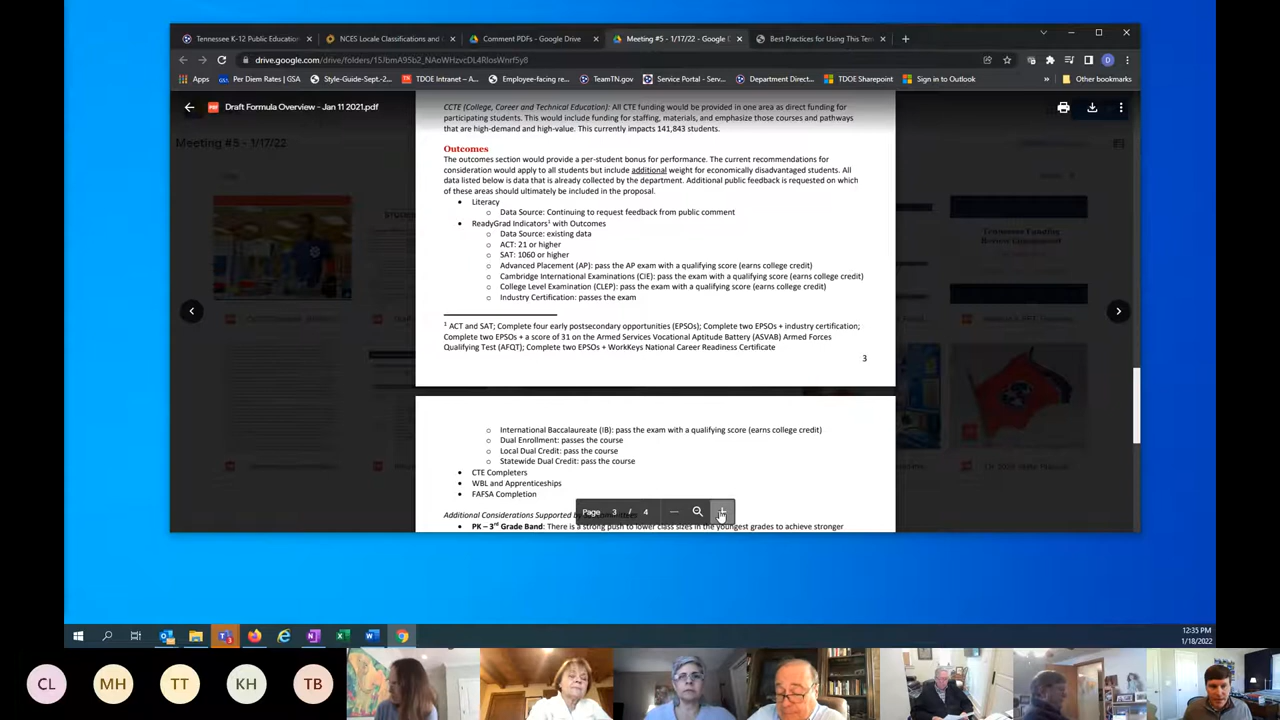 Tennessee K-12 Public Education
NCES Locale Classifications and
Comment PDFs - Google Drive
Meeting #5 - 1/17/22 - Google D
Best Practices for Using This Ten
Apps
Per Diem Rates | GSA
Style-Guide-Sept.-2...
TDOE Intranet – A...
Employee-facing re...
TeamTN.gov
Service Portal - Serv...
Department Direct...
TDOE Sharepoint
Sign in to Outlook
Other bookmarks
Draft Formula Overview - Jan 11 2021.pdf
Meeting #5 - 1/17/22
CCTE (College, Career and Technical Education): All CTE funding would be provided in one area as direct funding for
participating students. This would include funding for staffing, materials, and emphasize those courses and pathways
that are high-demand and high-value. This currently impacts 141,843 students.
Outcomes
The outcomes section would provide a per-student bonus for performance. The current recommendations for
consideration would apply to all students but include additional weight for economically disadvantaged students. All
data listed below is data that is already collected by the department. Additional public feedback is requested on which
of these areas should ultimately be included in the proposal.
• Literacy
o Data Source: Continuing to request feedback from public comment
• ReadyGrad Indicators¹ with Outcomes
o Data Source: existing data
o ACT: 21 or higher
o SAT: 1060 or higher
o Advanced Placement (AP): pass the AP exam with a qualifying score (earns college credit)
o Cambridge International Examinations (CIE): pass the exam with a qualifying score (earns college credit)
o College Level Examination (CLEP): pass the exam with a qualifying score (earns college credit)
o Industry Certification: passes the exam
¹ ACT and SAT; Complete four early postsecondary opportunities (EPSOs); Complete two EPSOs + industry certification;
Complete two EPSOs + a score of 31 on the Armed Services Vocational Aptitude Battery (ASVAB) Armed Forces
Qualifying Test (AFQT); Complete two EPSOs + WorkKeys National Career Readiness Certificate
3
o International Baccalaureate (IB): pass the exam with a qualifying score (earns college credit)
o Dual Enrollment: passes the course
o Local Dual Credit: pass the course
o Statewide Dual Credit: pass the course
• CTE Completers
• WBL and Apprenticeships
• FAFSA Completion
Page 3 / 4
Additional Considerations Supported by
• PK – 3rd Grade Band: There is a strong push to lower class sizes in the youngest grades to achieve stronger
12:35 PM
1/18/2022
CL
MH
TT
KH
TB